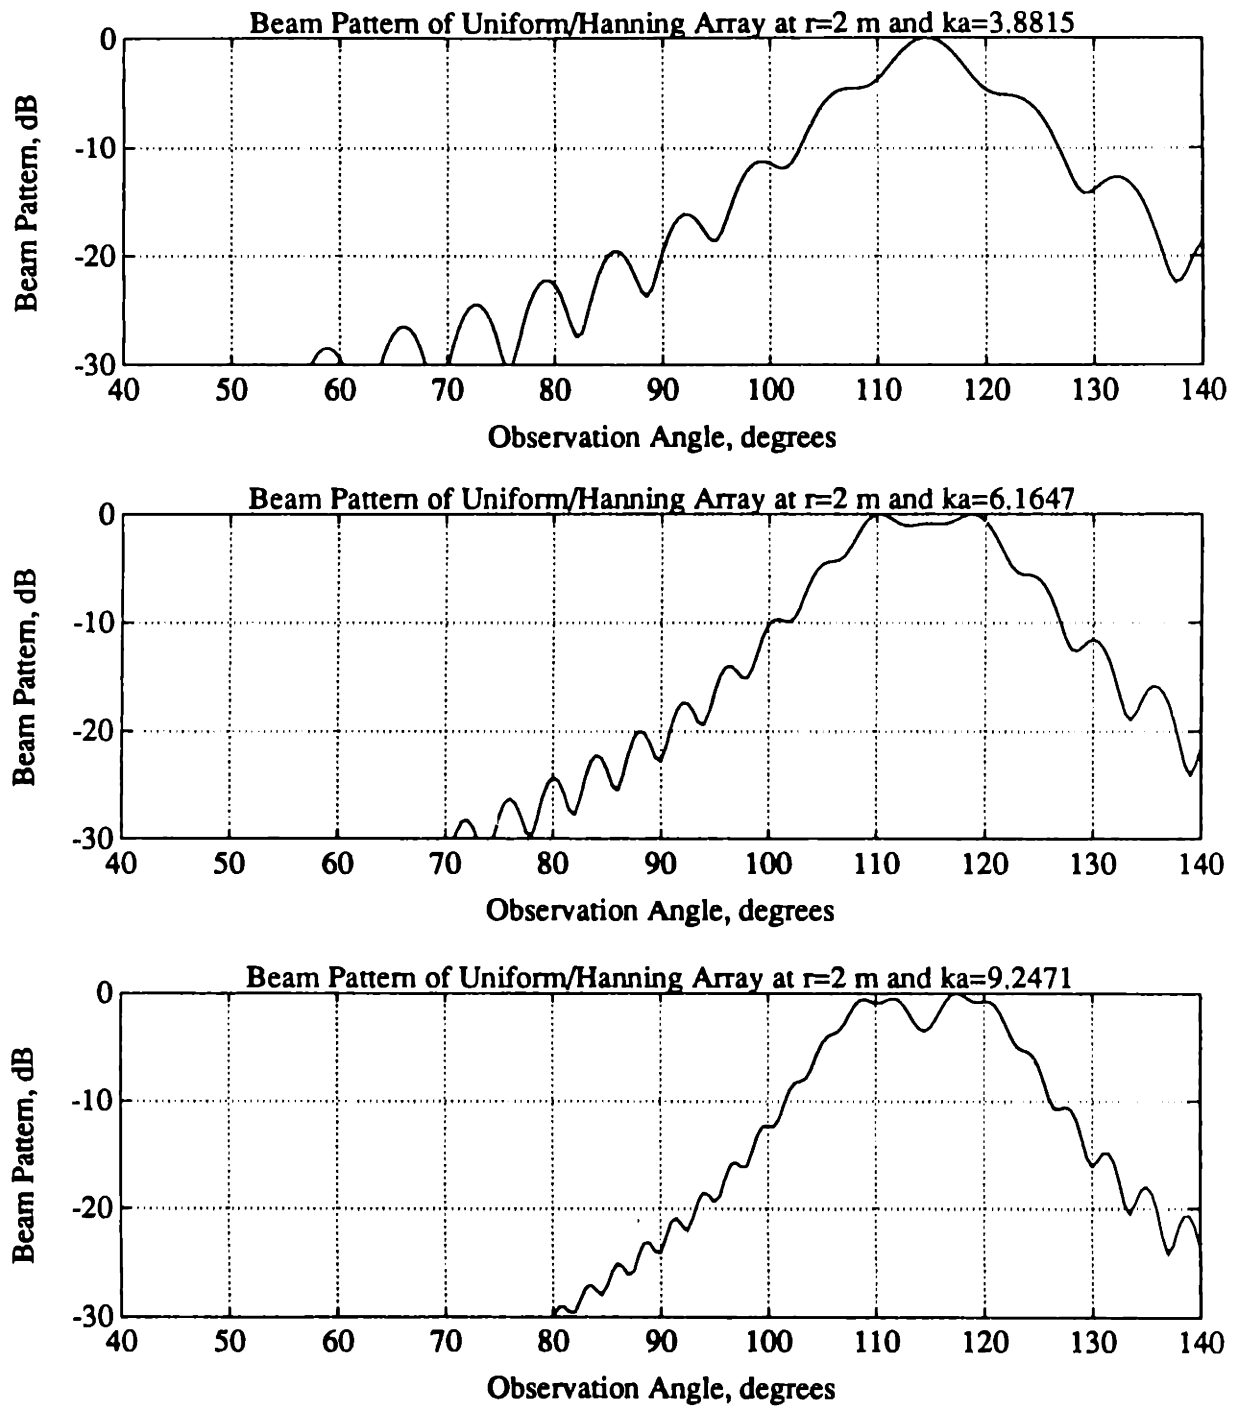 Beam Pattern of Uniform/Hanning Array at r=2 m and ka=3.8815
0
-10
-20
-30
Beam Pattern, dB
40 50 60 70 80 90 100 110 120 130 140
Observation Angle, degrees
Beam Pattern of Uniform/Hanning Array at r=2 m and ka=6.1647
0
-10
-20
-30
Beam Pattern, dB
40 50 60 70 80 90 100 110 120 130 140
Observation Angle, degrees
Beam Pattern of Uniform/Hanning Array at r=2 m and ka=9.2471
0
-10
-20
-30
Beam Pattern, dB
40 50 60 70 80 90 100 110 120 130 140
Observation Angle, degrees